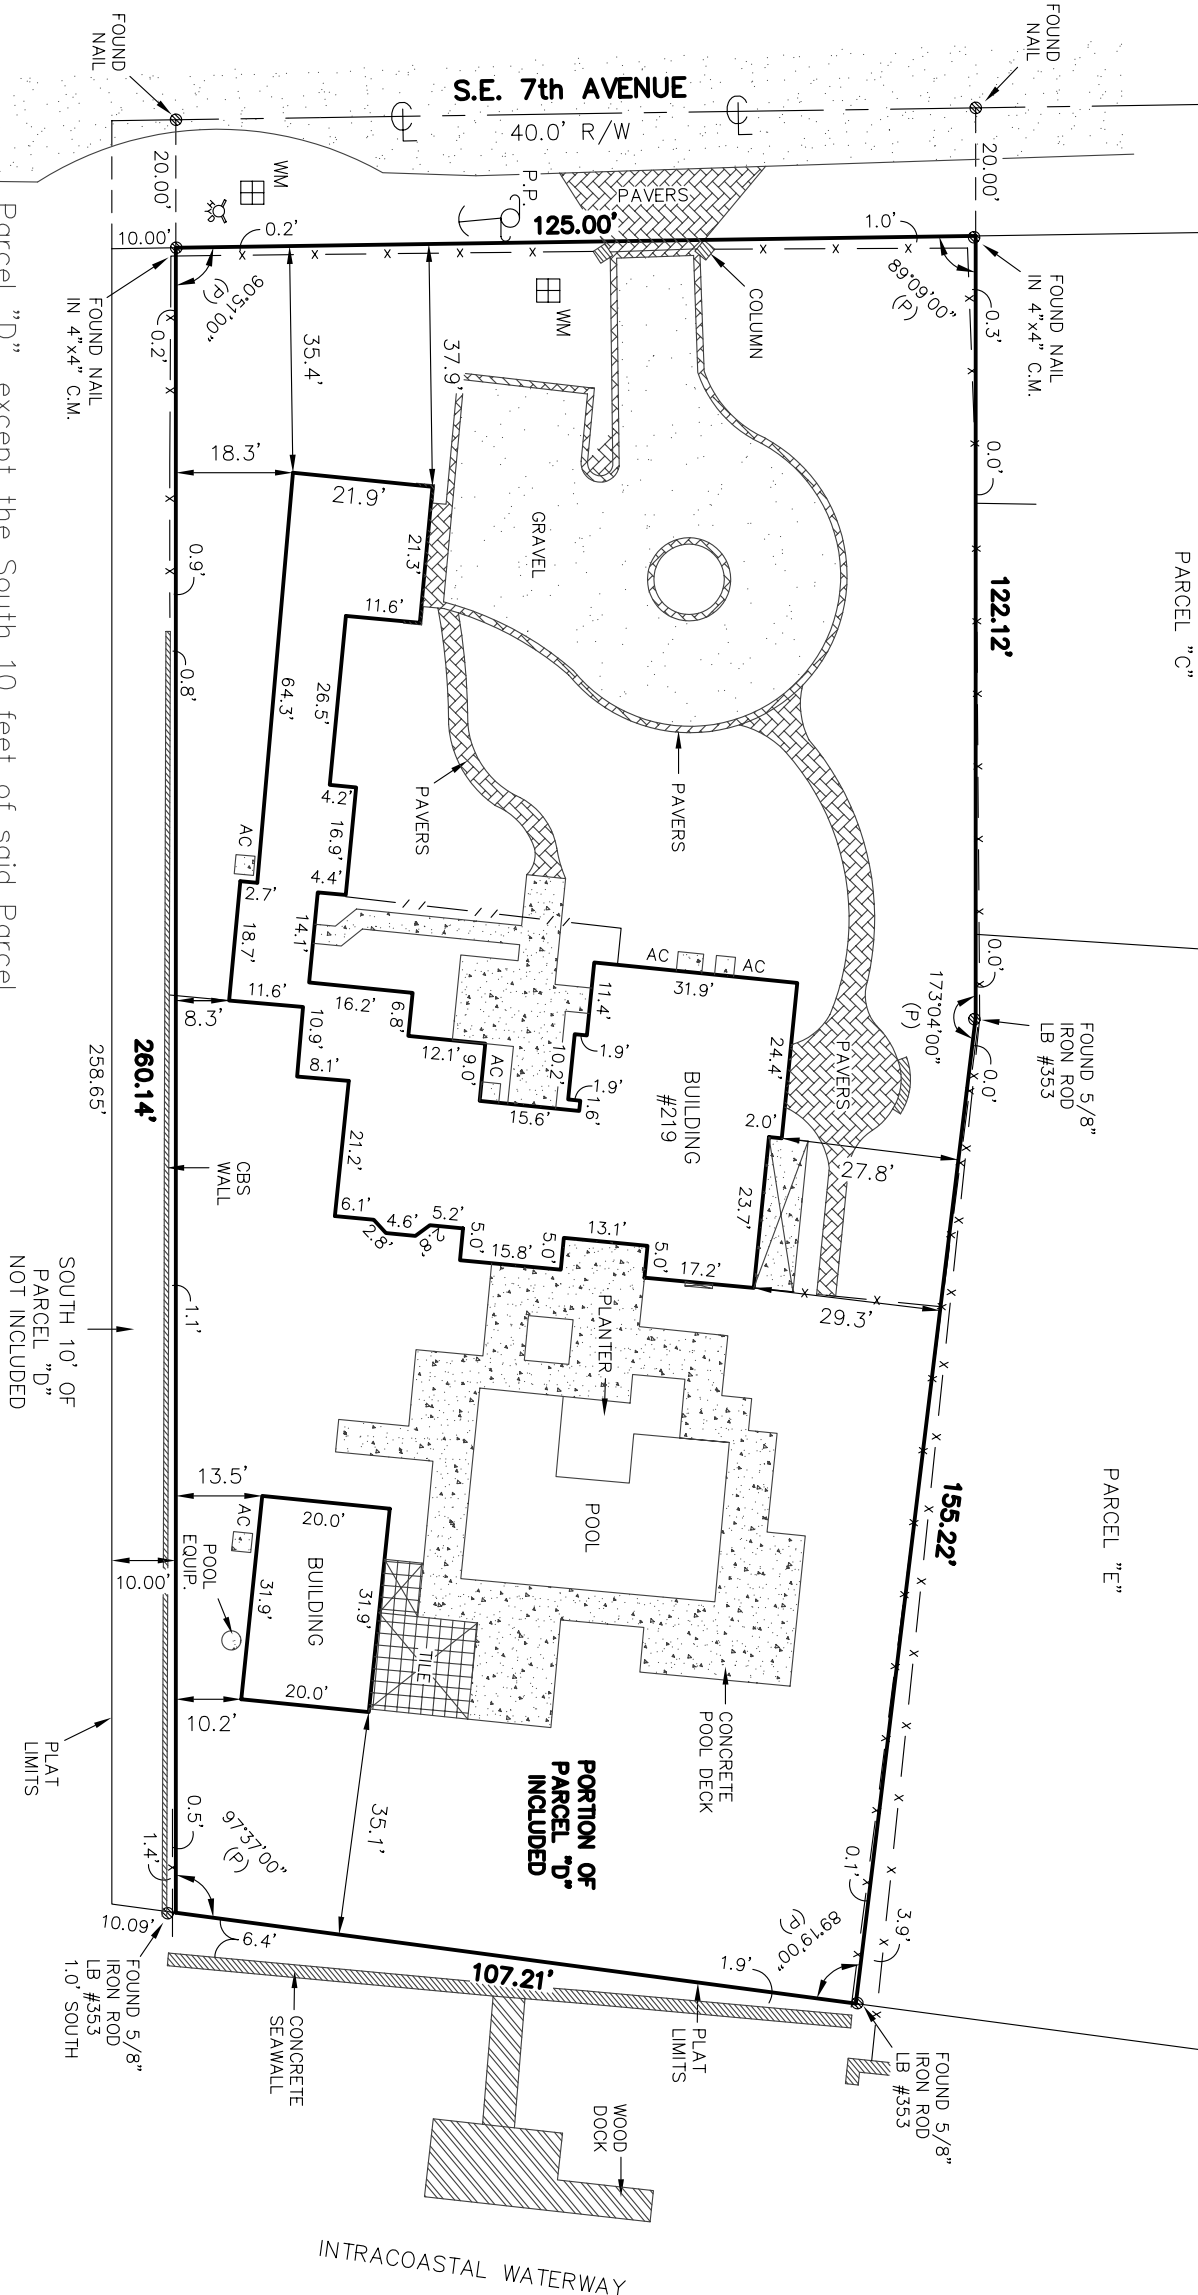 FOUND
NAIL
FOUND
NAIL
S.E. 7th AVENUE
40.0' R/W
20.00'
20.00'
WM
P.P.
PAVERS
125.00'
10.00'
0.2'
1.0'
FOUND NAIL
IN 4"x4" C.M.
90°51'00"
(P)
0.2'
WM
COLUMN
89°09'00"
(P)
0.3'
FOUND NAIL
IN 4"x4" C.M.
35.4'
37.9'
18.3'
21.9'
0.0'
GRAVEL
21.3'
11.6'
0.9'
0.8'
122.12'
PARCEL "C"
64.3'
26.5'
4.2'
16.9'
4.4'
PAVERS
PAVERS
AC
2.7'
18.7'
14.1'
11.6'
8.3'
16.2'
6.8'
12.1'
10.9'
8.1'
9.0'
AC
15.6'
10.2'
1.9'
1.9'
1.6'
11.4'
AC
AC
31.9'
24.4'
BUILDING
#219
2.0'
23.7'
PAVERS
27.8'
29.3'
0.0'
173°04'00"
(P)
0.0'
FOUND 5/8"
IRON ROD
LB #353
Parcel "D", except the South 10 feet of said Parcel
258.65'
260.14'
CBS
WALL
21.2'
6.1'
2.8'
4.6'
2.8'
5.2'
5.0'
15.8'
5.0'
13.1'
5.0'
17.2'
1.1'
SOUTH 10' OF
PARCEL "D"
NOT INCLUDED
PLANTER
POOL
13.5'
AC
20.0'
31.9'
BUILDING
31.9'
20.0'
POOL
EQUIP.
10.00'
TILE
10.2'
155.22'
PARCEL "E"
CONCRETE
POOL DECK
PORTION OF
PARCEL "D"
INCLUDED
PLAT
LIMITS
35.1'
0.5'
1.4'
97°37'00"
(P)
10.09'
6.4'
FOUND 5/8"
IRON ROD
LB #353
1.0' SOUTH
107.21'
1.9'
89°19'00"
(P)
0.1'
3.9'
CONCRETE
SEAWALL
PLAT
LIMITS
FOUND 5/8"
IRON ROD
LB #353
WOOD
DOCK
INTRACOASTAL WATERWAY